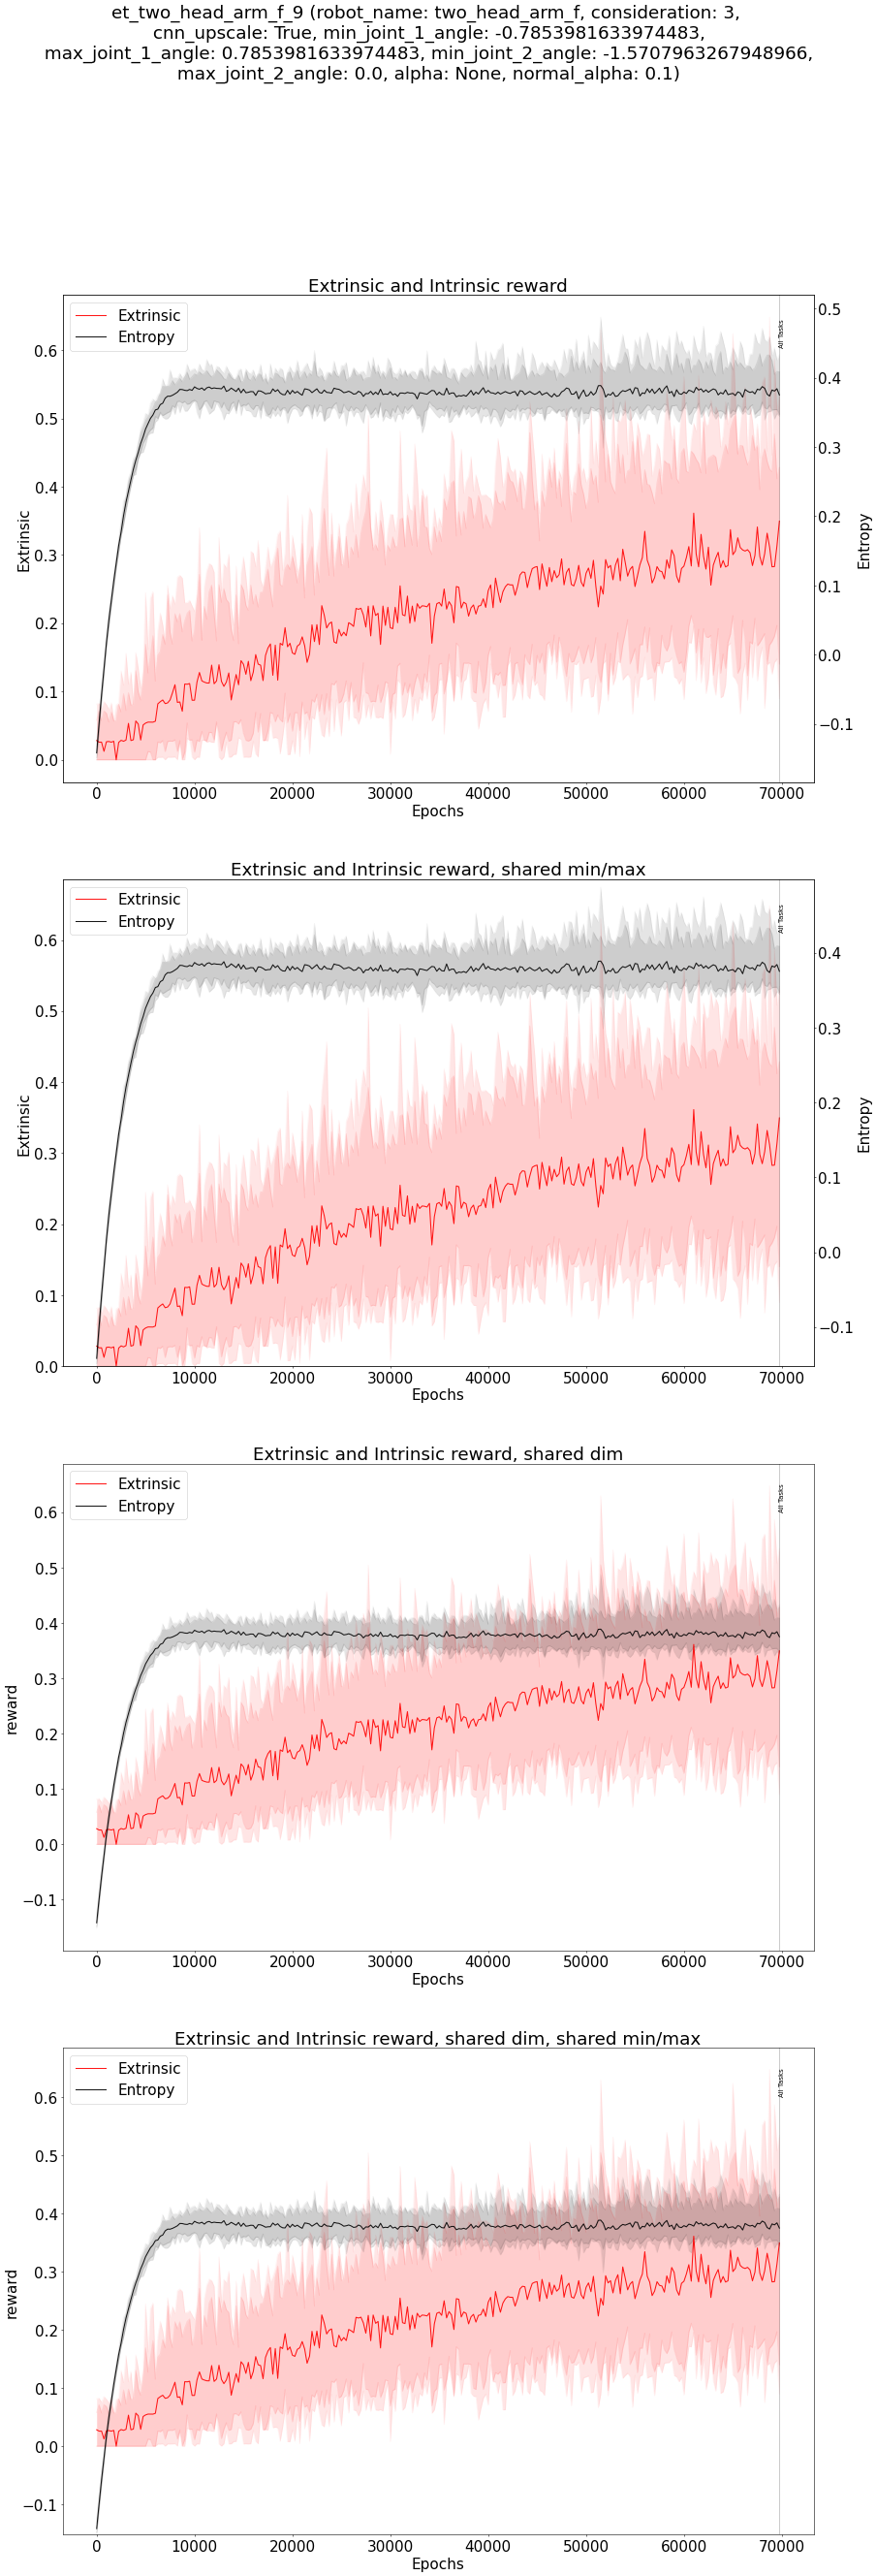 et_two_head_arm_f_9 (robot_name: two_head_arm_f, consideration: 3,
cnn_upscale: True, min_joint_1_angle: -0.7853981633974483,
max_joint_1_angle: 0.7853981633974483, min_joint_2_angle: -1.5707963267948966,
max_joint_2_angle: 0.0, alpha: None, normal_alpha: 0.1)
Extrinsic and Intrinsic reward
Extrinsic
Entropy
All Tasks
0.6
0.5
0.4
0.3
0.2
0.1
0.0
Extrinsic
0.5
0.4
0.3
0.2
0.1
0.0
−0.1
Entropy
0 10000 20000 30000 40000 50000 60000 70000
Epochs
Extrinsic and Intrinsic reward, shared min/max
Extrinsic
Entropy
All Tasks
0.6
0.5
0.4
0.3
0.2
0.1
0.0
Extrinsic
0.4
0.3
0.2
0.1
0.0
−0.1
Entropy
0 10000 20000 30000 40000 50000 60000 70000
Epochs
Extrinsic and Intrinsic reward, shared dim
Extrinsic
Entropy
All Tasks
0.6
0.5
0.4
0.3
0.2
0.1
0.0
−0.1
reward
0 10000 20000 30000 40000 50000 60000 70000
Epochs
Extrinsic and Intrinsic reward, shared dim, shared min/max
Extrinsic
Entropy
All Tasks
0.6
0.5
0.4
0.3
0.2
0.1
0.0
−0.1
reward
0 10000 20000 30000 40000 50000 60000 70000
Epochs